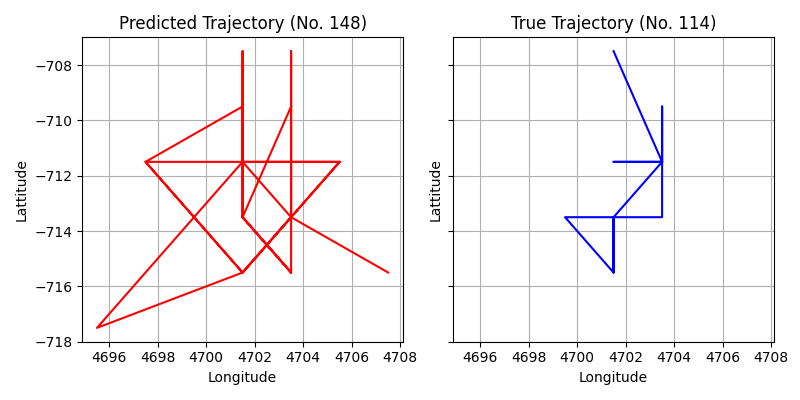 Predicted Trajectory (No. 148)
True Trajectory (No. 114)
−708
−710
−712
−714
−716
−718
Lattitude
Lattitude
4696 4698 4700 4702 4704 4706 4708
4696 4698 4700 4702 4704 4706 4708
Longitude
Longitude